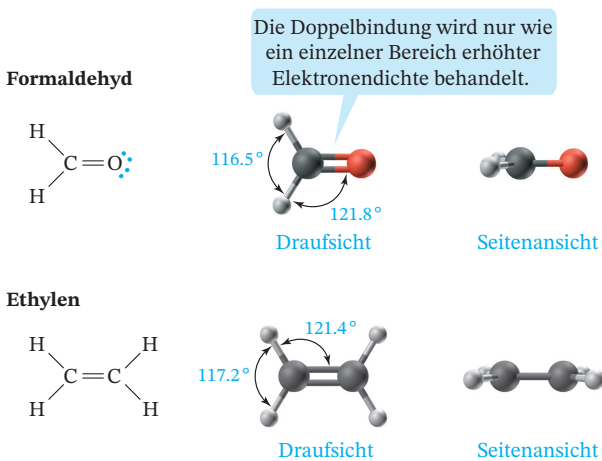 Die Doppelbindung wird nur wie
ein einzelner Bereich erhöhter
Elektronendichte behandelt.
Formaldehyd
H
C=O
H
116.5°
121.8°
Draufsicht
Seitenansicht
Ethylen
H H
C=C
H H
121.4°
117.2°
Draufsicht
Seitenansicht